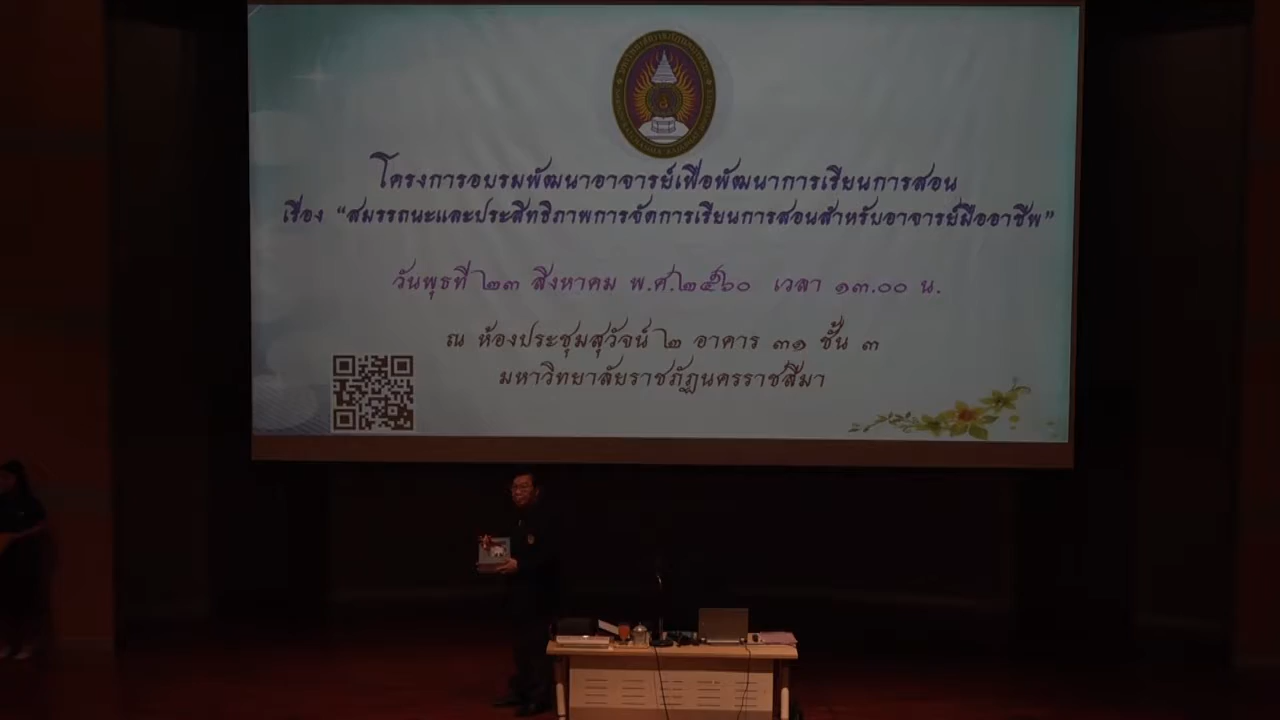 โครงการอบรมพัฒนาอาจารย์เพื่อพัฒนาการเรียนการสอน
เรื่อง “สมรรถนะและประสิทธิภาพการจัดการเรียนการสอนสำหรับอาจารย์มืออาชีพ”
วันพุธที่ ๒๓ สิงหาคม พ.ศ.๒๕๖๐ เวลา ๑๓.๐๐ น.
ณ ห้องประชุมสุวัจน์ ๒ อาคาร ๓๑ ชั้น ๓
มหาวิทยาลัยราชภัฏนครราชสีมา